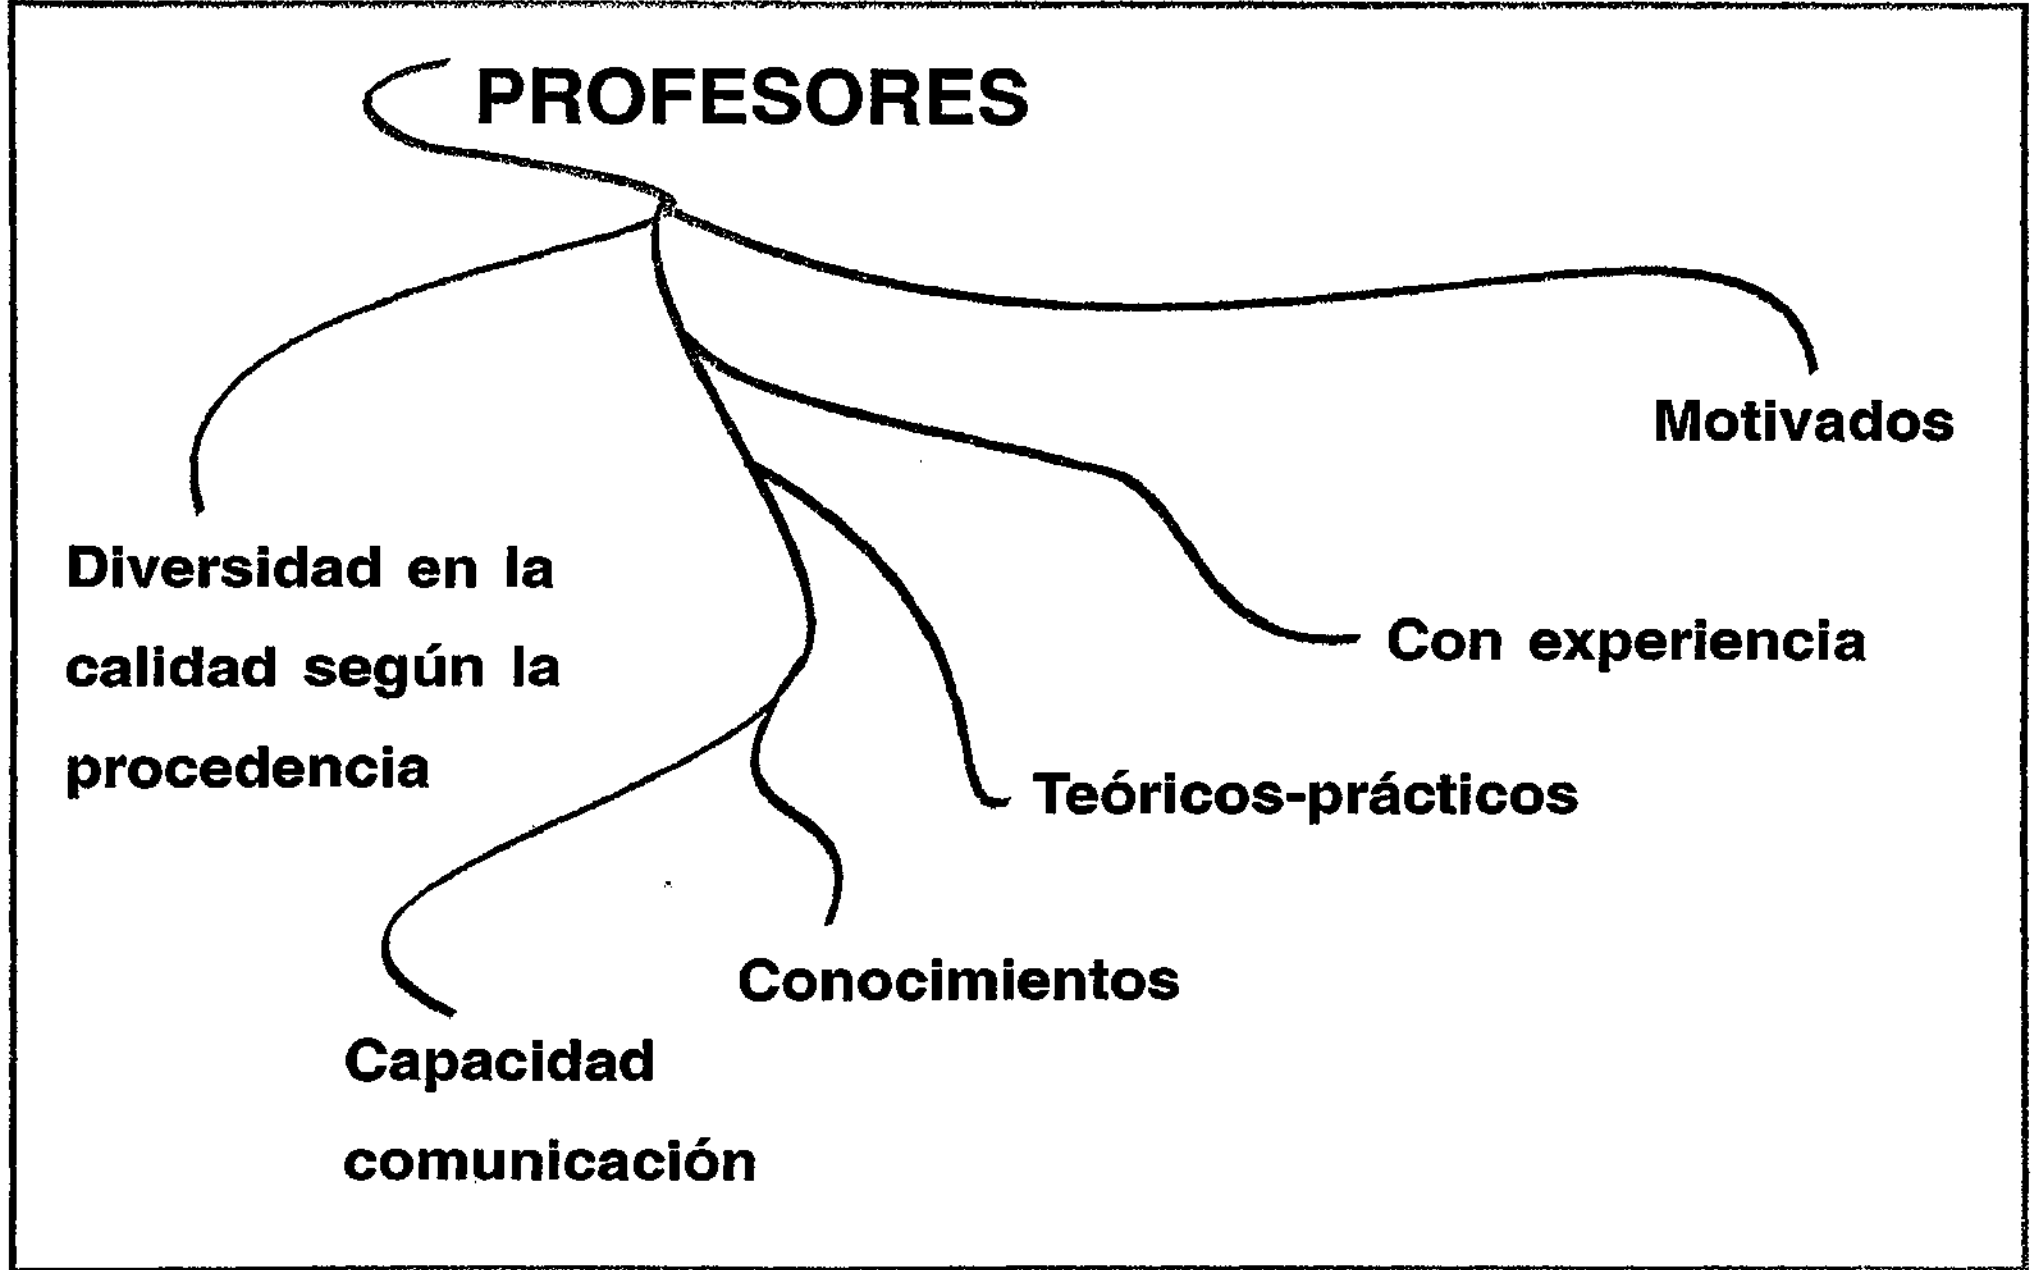 PROFESORES
Motivados
Diversidad en la
calidad según la
procedencia
Con experiencia
Teóricos-prácticos
Conocimientos
Capacidad
comunicación